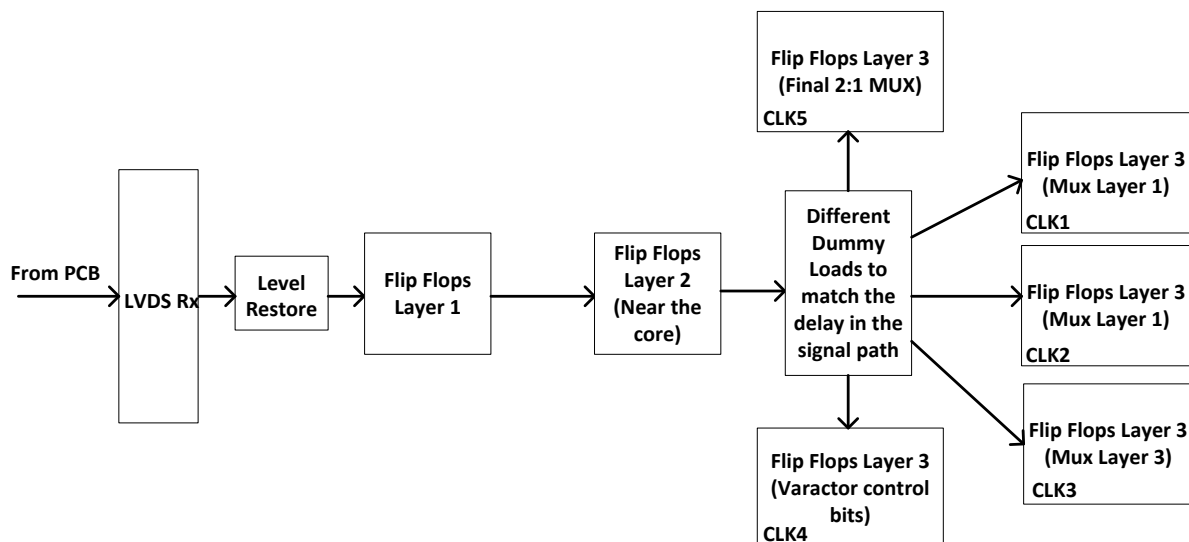 From PCB
LVDS Rx
Level
Restore
Flip Flops
Layer 1
Flip Flops
Layer 2
(Near the
core)
Different
Dummy
Loads to
match the
delay in the
signal path
Flip Flops Layer 3
(Final 2:1 MUX)
CLK5
Flip Flops Layer 3
(Mux Layer 1)
CLK1
Flip Flops Layer 3
(Mux Layer 1)
CLK2
Flip Flops Layer 3
(Mux Layer 3)
CLK3
Flip Flops Layer 3
(Varactor control
bits)
CLK4